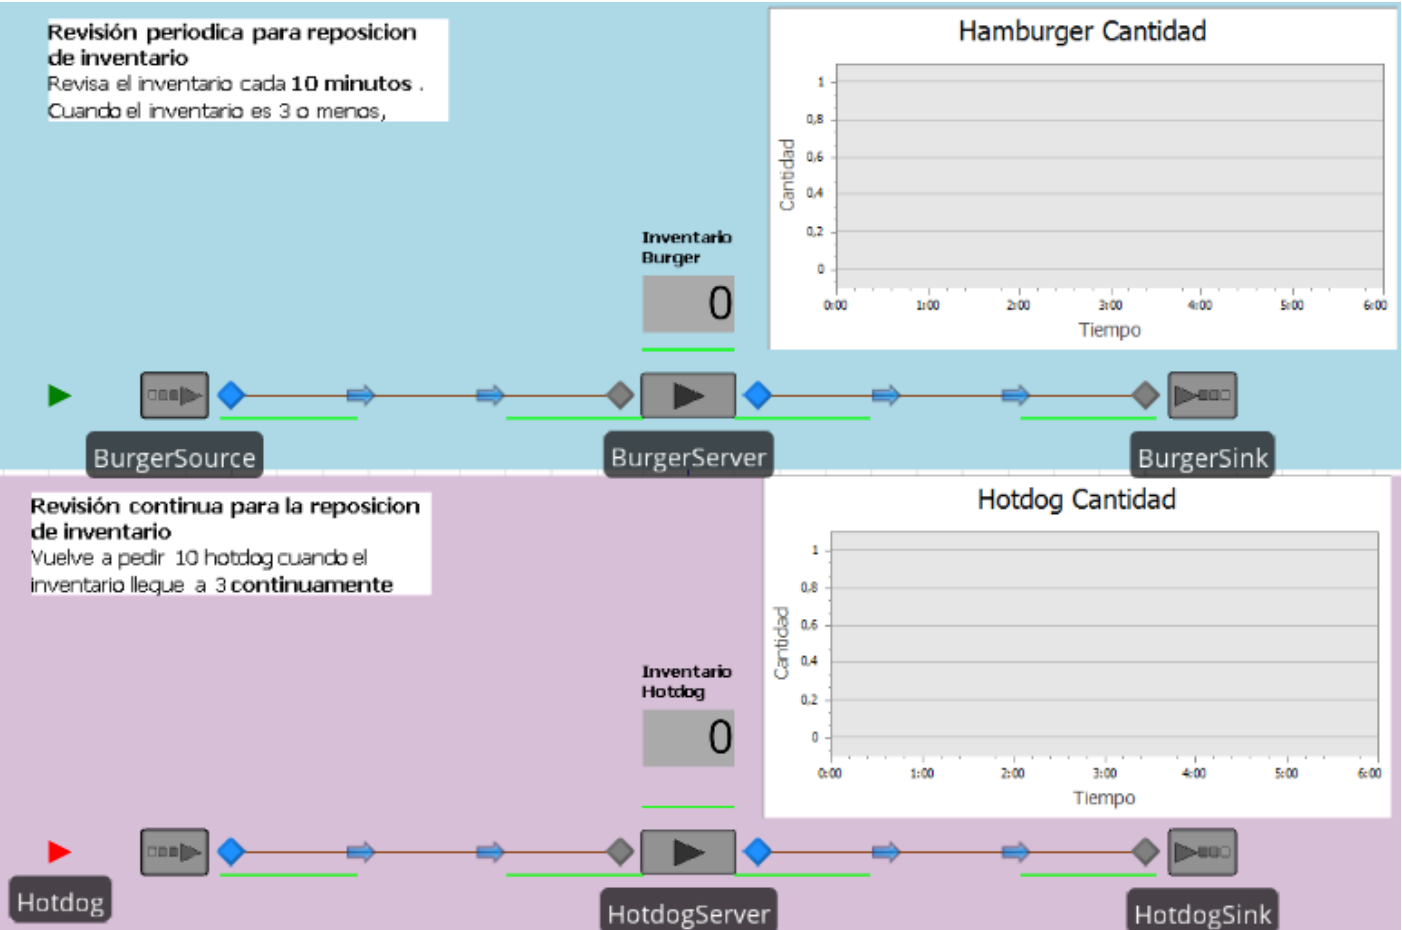 Revisión periodica para reposicion
de inventario
Revisa el inventario cada 10 minutos .
Cuando el inventario es 3 o menos,
Hamburger Cantidad
Cantidad
1
0,8
0,6
0,4
0,2
0
0:00 1:00 2:00 3:00 4:00 5:00 6:00
Tiempo
Inventario
Burger
0
BurgerSource
BurgerServer
BurgerSink
Revisión continua para la reposicion
de inventario
Vuelve a pedir 10 hotdog cuando el
inventario llegue a 3 continuamente
Hotdog Cantidad
Cantidad
1
0,8
0,6
0,4
0,2
0
0:00 1:00 2:00 3:00 4:00 5:00 6:00
Tiempo
Inventario
Hotdog
0
Hotdog
HotdogServer
HotdogSink